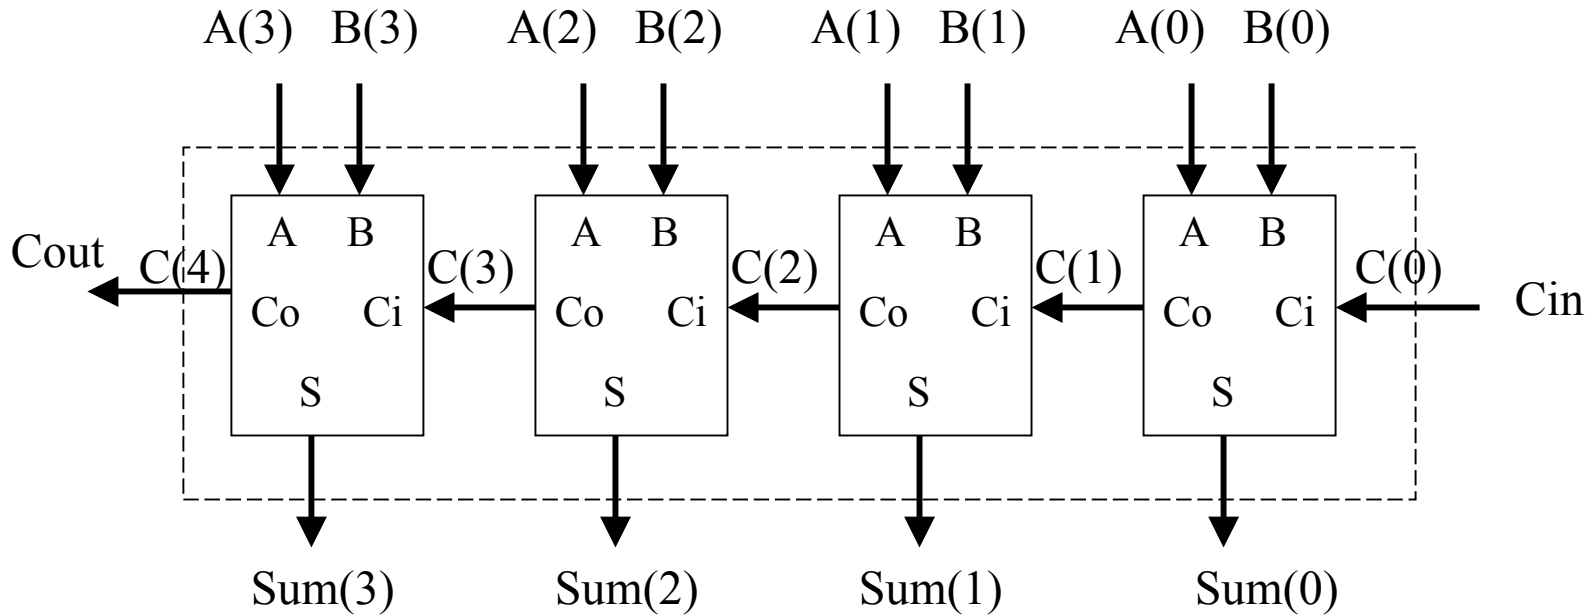 A(3) B(3) A(2) B(2) A(1) B(1) A(0) B(0)
A B A B A B A B
Cout C(4) C(3) C(2) C(1) C(0) Cin
Co Ci Co Ci Co Ci Co Ci
S S S S
Sum(3) Sum(2) Sum(1) Sum(0)